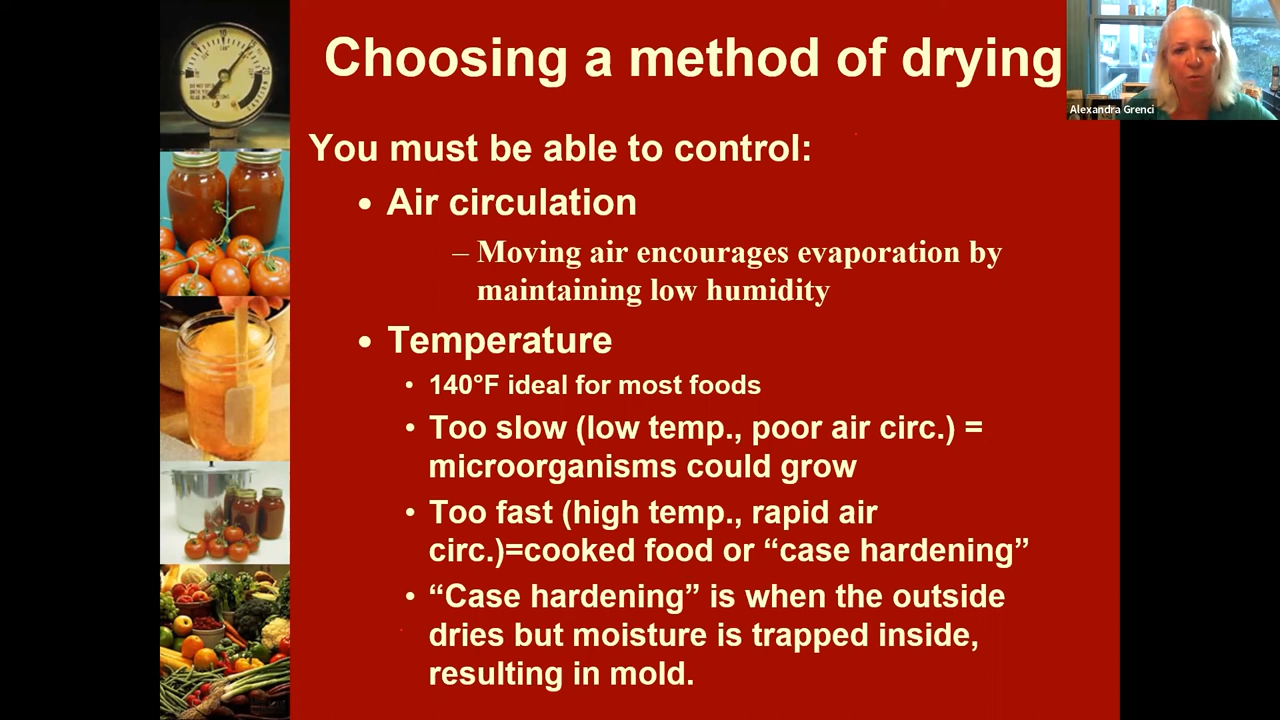 Choosing a method of drying
Alexandra Grenci
You must be able to control:
• Air circulation
– Moving air encourages evaporation by
maintaining low humidity
• Temperature
• 140°F ideal for most foods
• Too slow (low temp., poor air circ.) =
microorganisms could grow
• Too fast (high temp., rapid air
circ.)=cooked food or “case hardening”
• “Case hardening” is when the outside
dries but moisture is trapped inside,
resulting in mold.